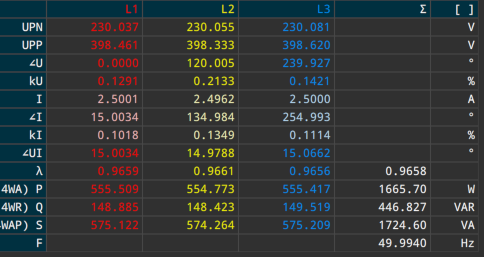 L1 L2 L3 Σ [ ]
UPN 230.037 230.055 230.081 V
UPP 398.461 398.333 398.620 V
∠U 0.0000 120.005 239.927 °
kU 0.1291 0.2133 0.1421 %
I 2.5001 2.4962 2.5000 A
∠I 15.0034 134.984 254.993 °
kI 0.1018 0.1349 0.1114 %
∠UI 15.0034 14.9788 15.0662 °
λ 0.9659 0.9661 0.9656 0.9658
4WA) P 555.509 554.773 555.417 1665.70 W
4WR) Q 148.885 148.423 149.519 446.827 VAR
4WAP) S 575.122 574.264 575.209 1724.60 VA
F 49.9940 Hz